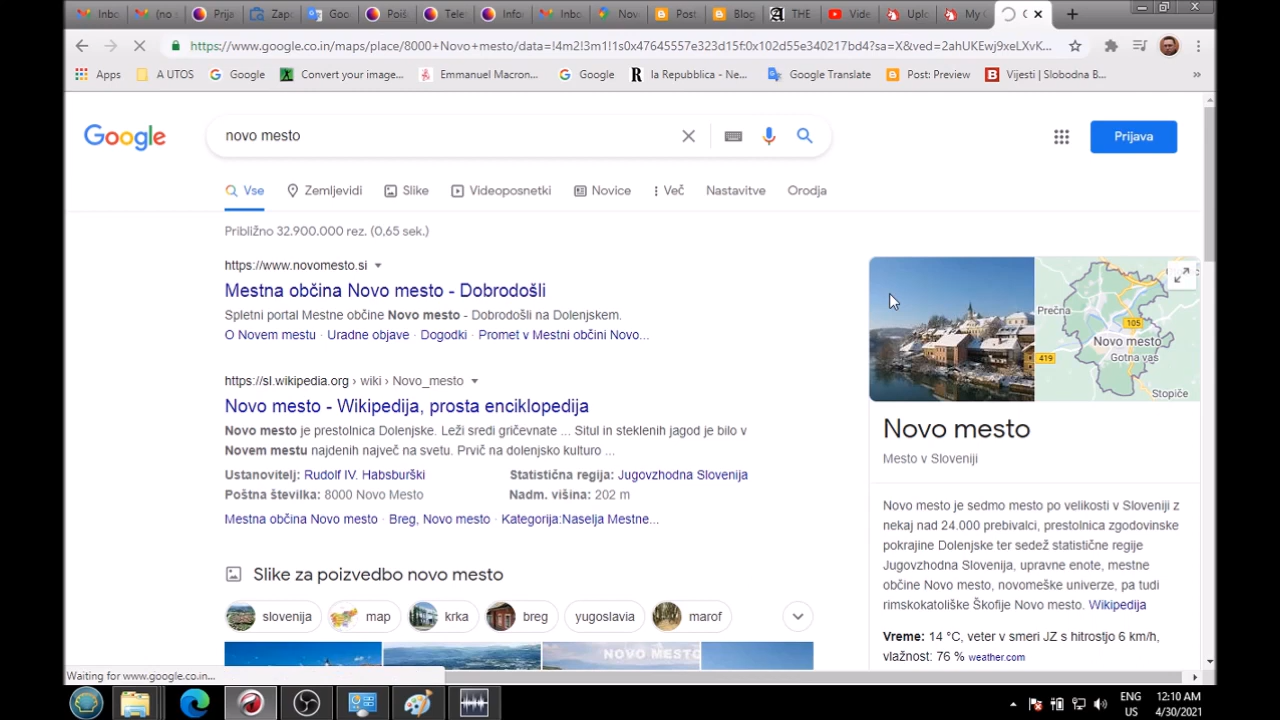 Inbo
(no s
Prija
Zapo
Goo
Poiš
Tele
Info
Inbo
Nov
Post
Blog
THE
Vide
Uplo
My C
https://www.google.co.in/maps/place/8000+Novo+mesto/data=!4m2!3m1!1s0x47645557e323d15f:0x102d55e340217bd4?sa=X&ved=2ahUKEwj9xeLXvK...
Apps
A UTOS
Google
Convert your image...
Emmanuel Macron...
Google
la Repubblica - Ne...
Google Translate
Post: Preview
Vijesti | Slobodna B...
»
Google
novo mesto
Prijava
Vse
Zemljevidi
Slike
Videoposnetki
Novice
Več
Nastavitve
Orodja
Približno 32.900.000 rez. (0,65 sek.)
https://www.novomesto.si
Mestna občina Novo mesto - Dobrodošli
Spletni portal Mestne občine Novo mesto - Dobrodošli na Dolenjskem.
O Novem mestu · Uradne objave · Dogodki · Promet v Mestni občini Novo...
https://sl.wikipedia.org › wiki › Novo_mesto
Novo mesto - Wikipedija, prosta enciklopedija
Novo mesto je prestolnica Dolenjske. Leži sredi gričevnate ... Situl in steklenih jagod je bilo v
Novem mestu najdenih največ na svetu. Prvič na dolenjsko kulturo ...
Ustanovitelj: Rudolf IV. Habsburški
Statistična regija: Jugovzhodna Slovenija
Poštna številka: 8000 Novo Mesto
Nadm. višina: 202 m
Mestna občina Novo mesto · Breg, Novo mesto · Kategorija:Naselja Mestne...
Slike za poizvedbo novo mesto
slovenija
map
krka
breg
yugoslavia
marof
NOVO MESTO
Prečna
105
Novo mesto
419
Gotna vas
Stopiče
Novo mesto
Mesto v Sloveniji
Novo mesto je sedmo mesto po velikosti v Sloveniji z
nekaj nad 24.000 prebivalci, prestolnica zgodovinske
pokrajine Dolenjske ter sedež statistične regije
Jugovzhodna Slovenija, upravne enote, mestne
občine Novo mesto, novomeške univerze, pa tudi
rimskokatoliške Škofije Novo mesto. Wikipedija
Vreme: 14 °C, veter v smeri JZ s hitrostjo 6 km/h,
vlažnost: 76 % weather.com
Waiting for www.google.co.in...
ENG
US
12:10 AM
4/30/2021